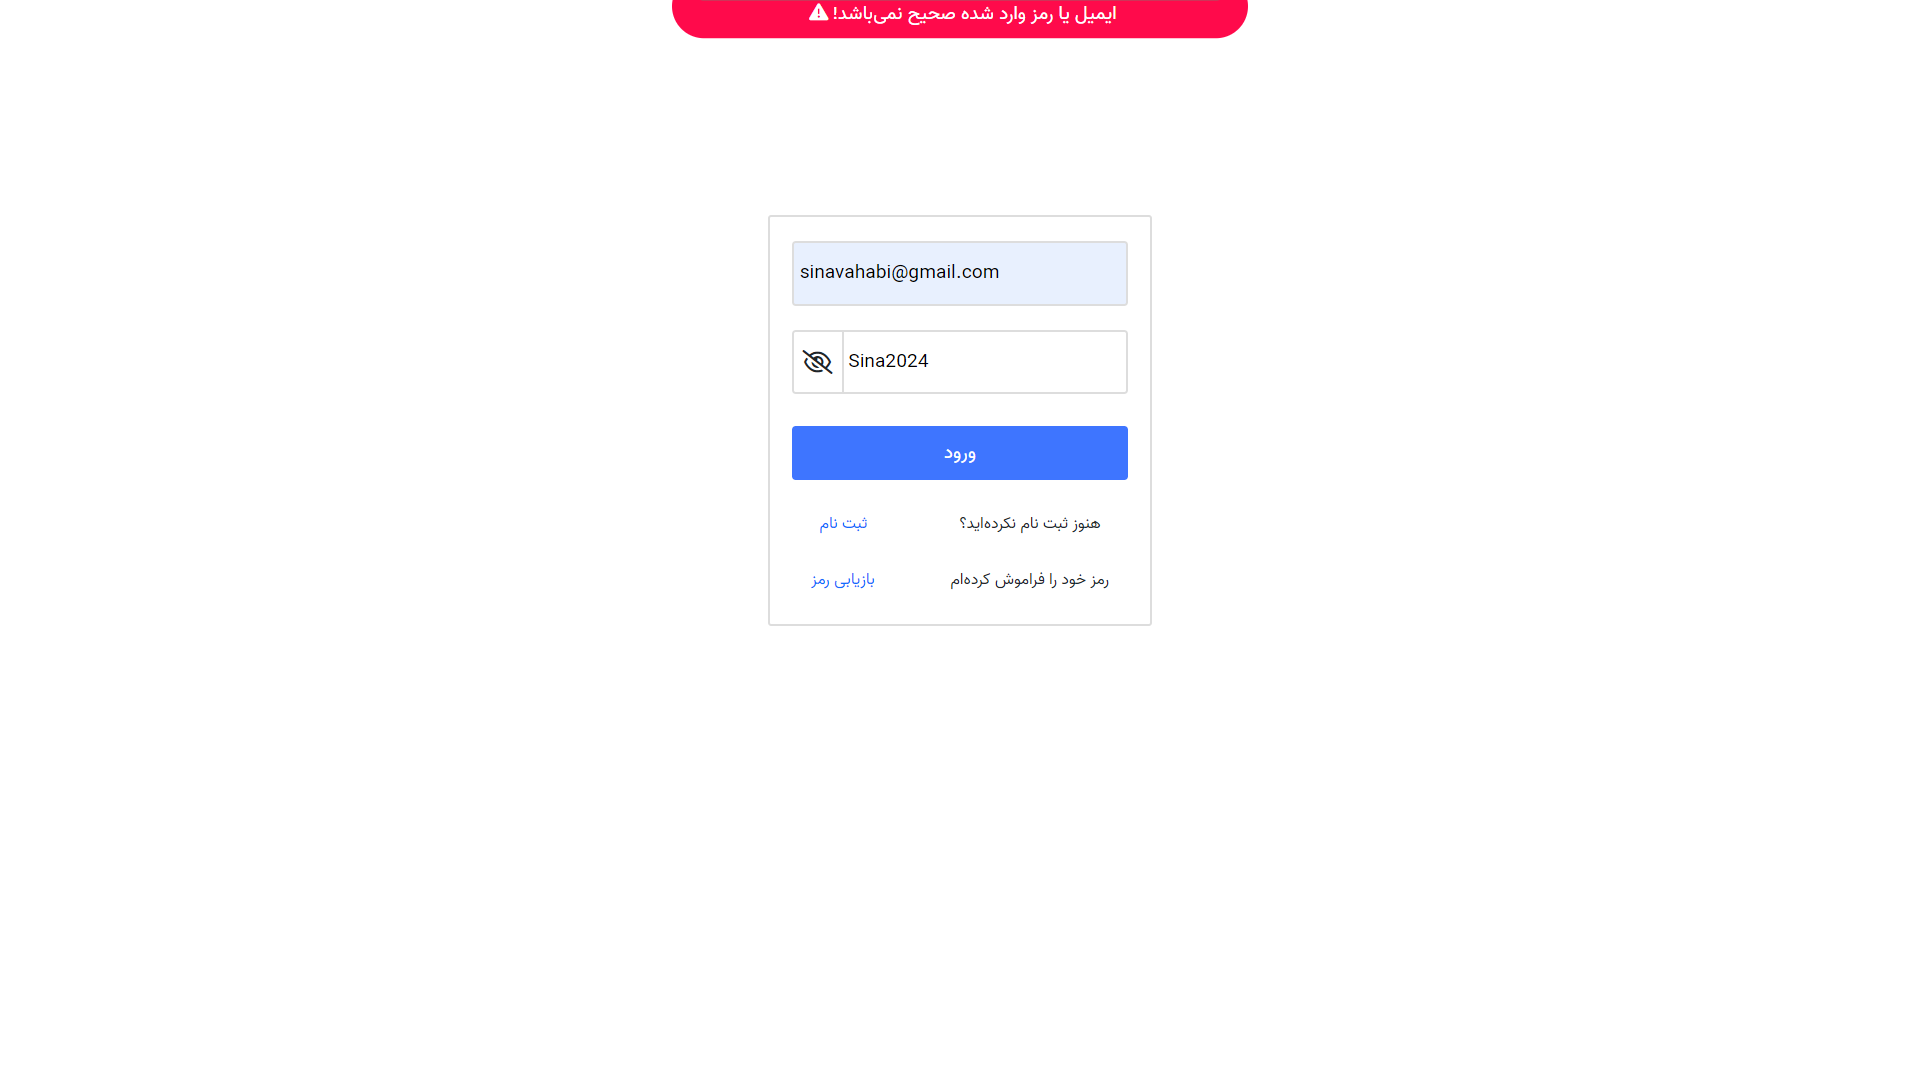 ایمیل یا رمز وارد شده صحیح نمی‌باشد!
sinavahabi@gmail.com
Sina2024
ورود
هنوز ثبت نام نکرده‌اید؟ ثبت نام
رمز خود را فراموش کرده‌ام بازیابی رمز